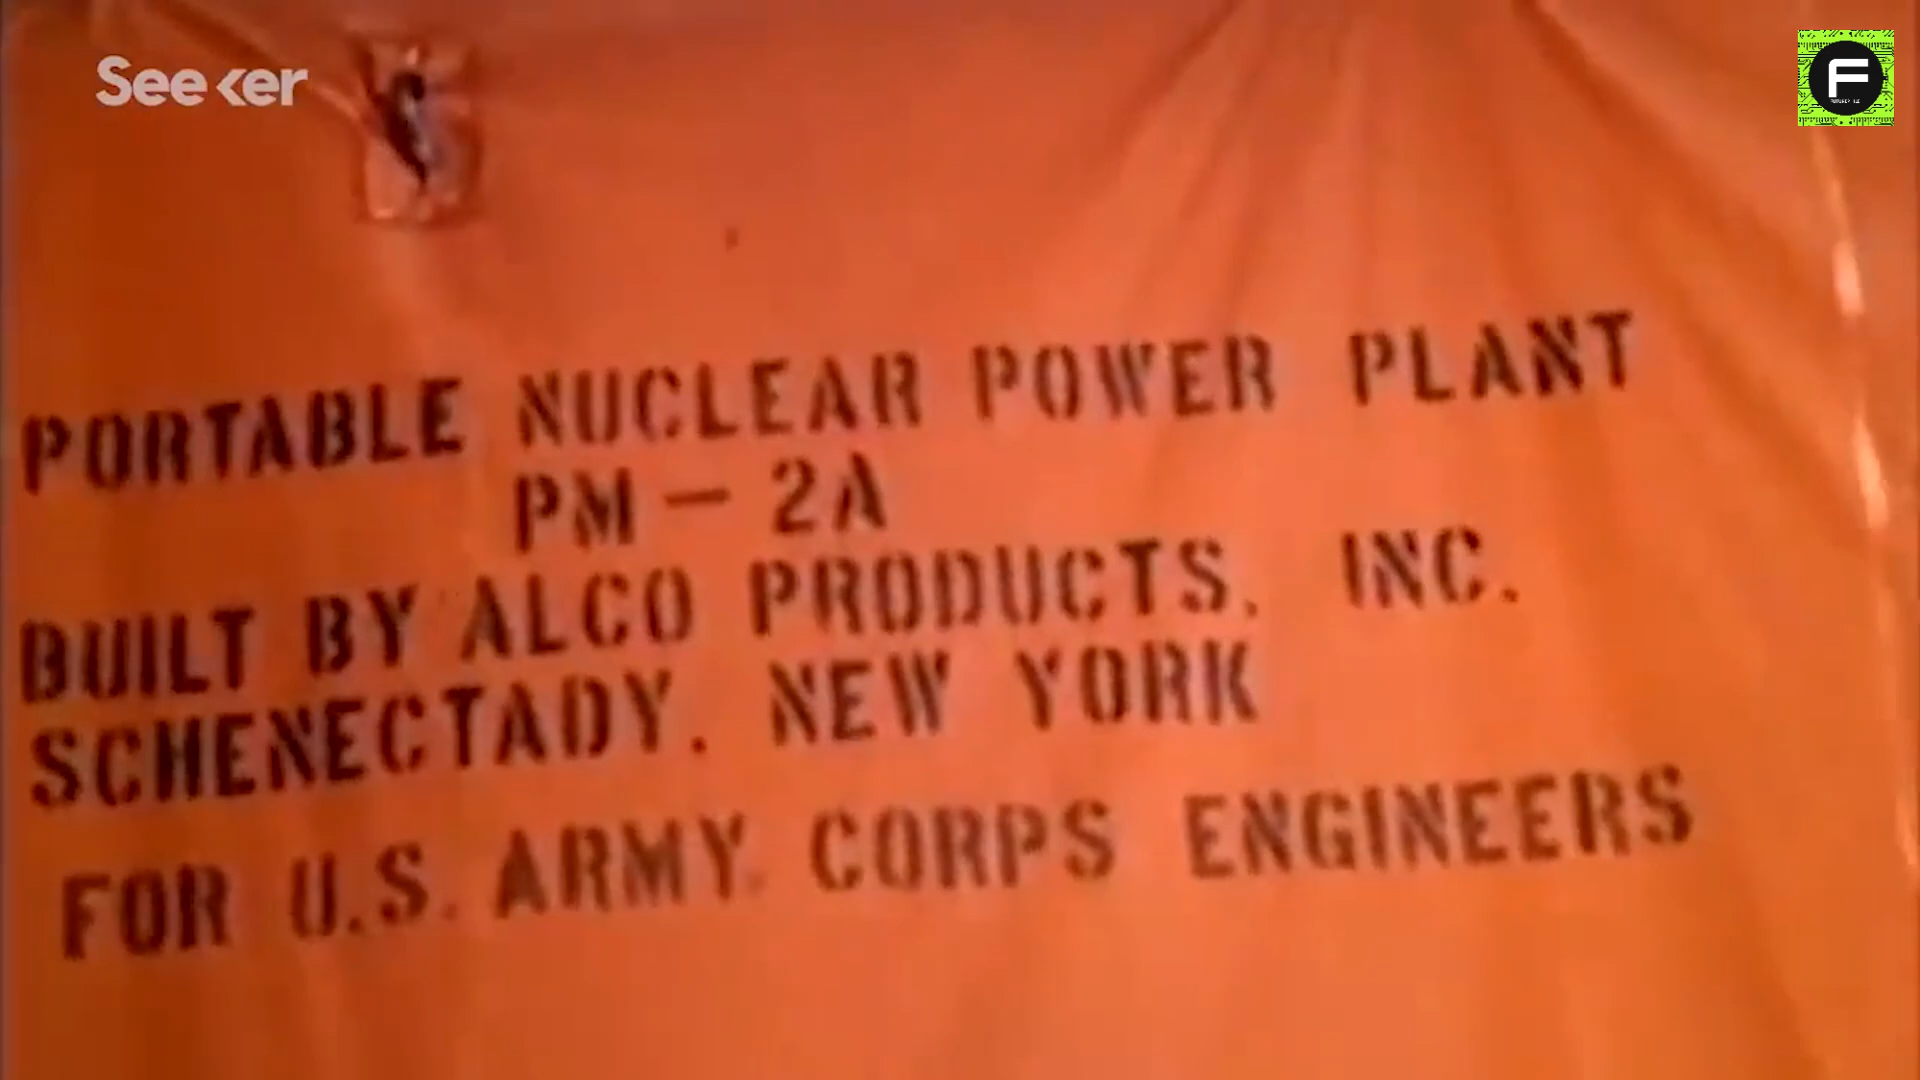 Seeker
F
PORTABLE NUCLEAR POWER PLANT
PM - 2A
BUILT BY ALCO PRODUCTS, INC.
SCHENECTADY, NEW YORK
FOR U.S. ARMY CORPS ENGINEERS